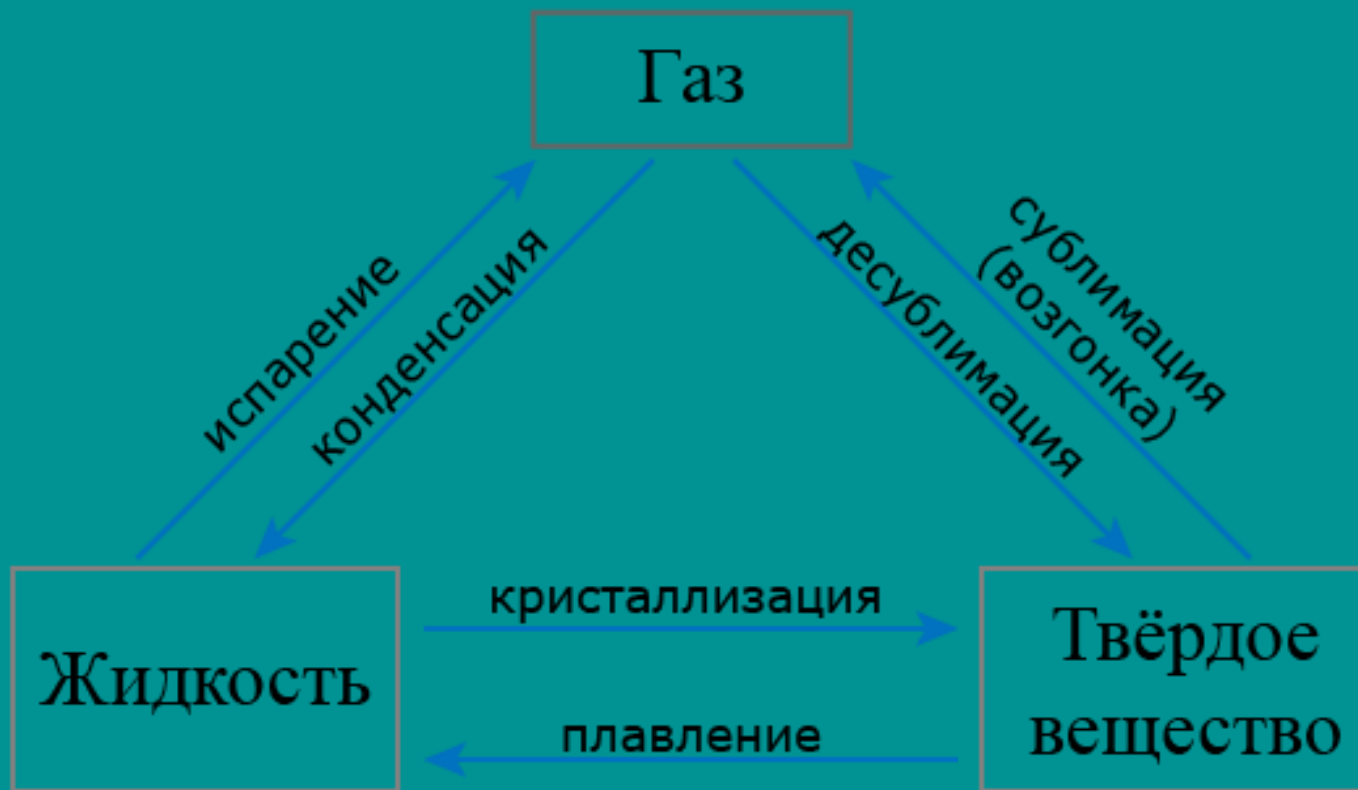 Газ
испарение
конденсация
десублимация
сублимация
(возгонка)
кристаллизация
Жидкость
Твёрдое
вещество
плавление